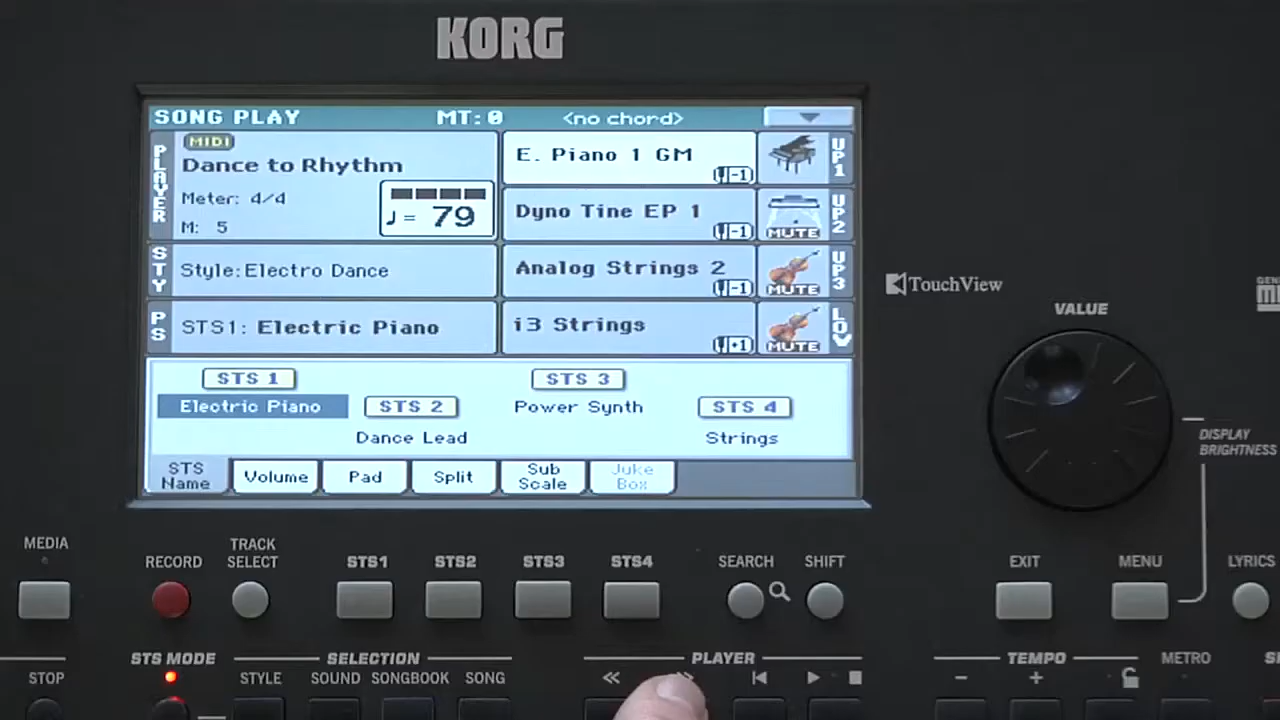 KORG
SONG PLAY MT: 0 <no chord>
PLAYER
MIDI
Dance to Rhythm
Meter: 4/4
M: 5
♩= 79
E. Piano 1 GM
-1
UP1
Dyno Tine EP 1
-1
MUTE
UP2
STY
Style:Electro Dance
Analog Strings 2
-1
MUTE
UP3
PS
STS1: Electric Piano
i3 Strings
+1
MUTE
LOW
STS 1
Electric Piano
STS 2
Dance Lead
STS 3
Power Synth
STS 4
Strings
STS Name
Volume
Pad
Split
Sub Scale
Juke Box
TouchView
VALUE
DISPLAY
BRIGHTNESS
MEDIA
RECORD
TRACK
SELECT
STS1
STS2
STS3
STS4
SEARCH
SHIFT
EXIT
MENU
LYRICS
STOP
STS MODE
SELECTION
STYLE
SOUND
SONGBOOK
SONG
PLAYER
TEMPO
− +
METRO